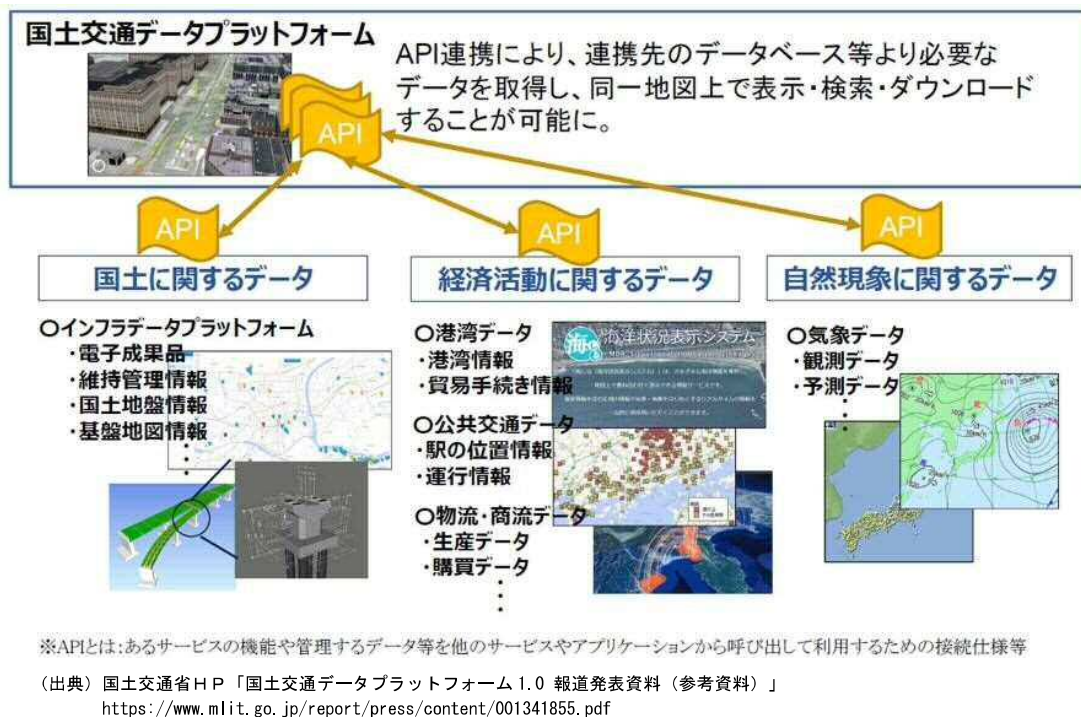 国土交通データプラットフォーム
API連携により、連携先のデータベース等より必要な
データを取得し、同一地図上で表示・検索・ダウンロード
することが可能に。
API
API
API
API
国土に関するデータ
経済活動に関するデータ
自然現象に関するデータ
〇インフラデータプラットフォーム
・電子成果品
・維持管理情報
・国土地盤情報
・基盤地図情報
〇港湾データ
・港湾情報
・貿易手続き情報
〇公共交通データ
・駅の位置情報
・運行情報
〇物流・商流データ
・生産データ
・購買データ
海洋状況表示システム
〇気象データ
・観測データ
・予測データ
※APIとは:あるサービスの機能や管理するデータ等を他のサービスやアプリケーションから呼び出して利用するための接続仕様等
（出典）国土交通省ＨＰ「国土交通データプラットフォーム1.0 報道発表資料（参考資料）」
https://www.mlit.go.jp/report/press/content/001341855.pdf